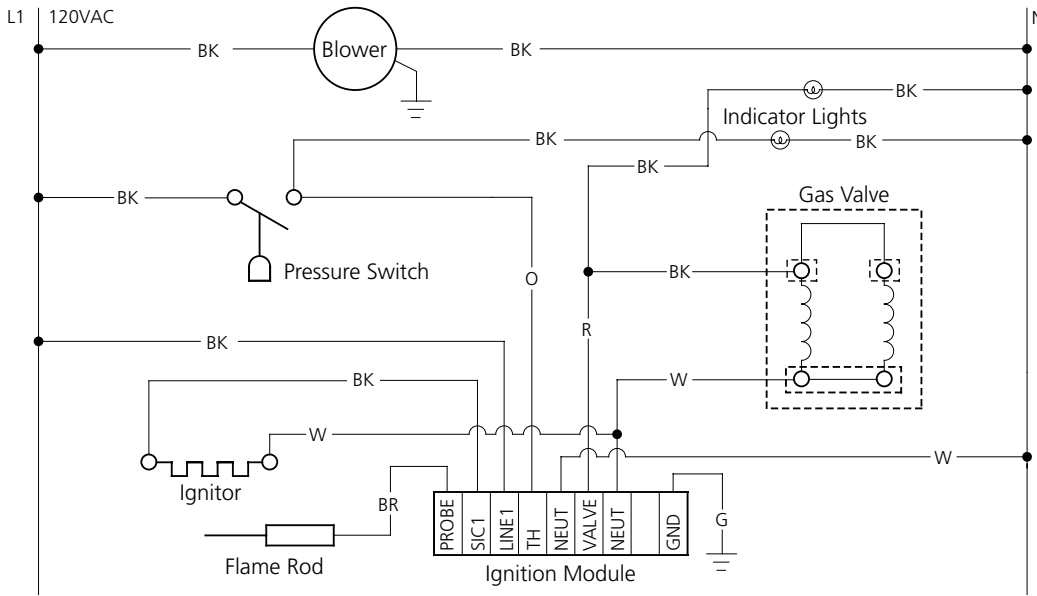 L1 120VAC N
BK Blower BK
BK
Indicator Lights
BK BK
BK
BK
Gas Valve
Pressure Switch
O
BK
R
BK
BK
W
W
W
Ignitor
BR
PROBE
SIC1
LINE1
TH
NEUT
VALVE
NEUT
GND
G
Flame Rod
Ignition Module